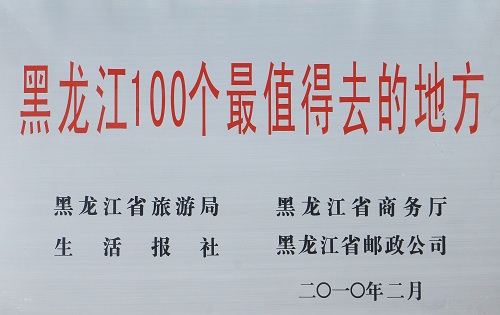 黑龙江100个最值得去的地方
黑龙江省旅游局 黑龙江省商务厅
生活报社 黑龙江省邮政公司
二〇一〇年二月